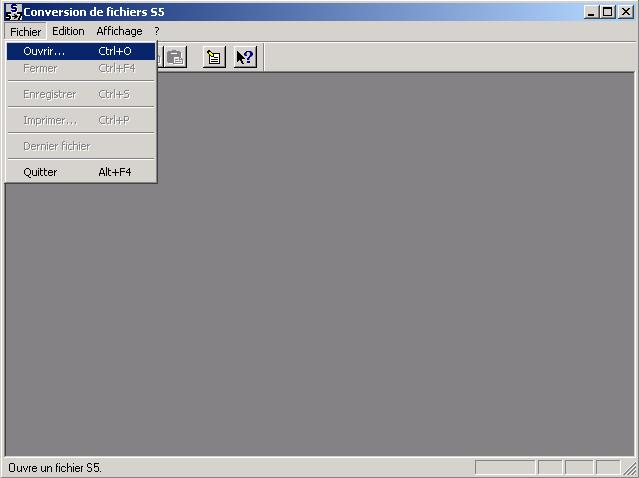 Conversion de fichiers S5
Fichier Edition Affichage ?
Ouvrir... Ctrl+O
Fermer Ctrl+F4
Enregistrer Ctrl+S
Imprimer... Ctrl+P
Dernier fichier
Quitter Alt+F4
Ouvre un fichier S5.